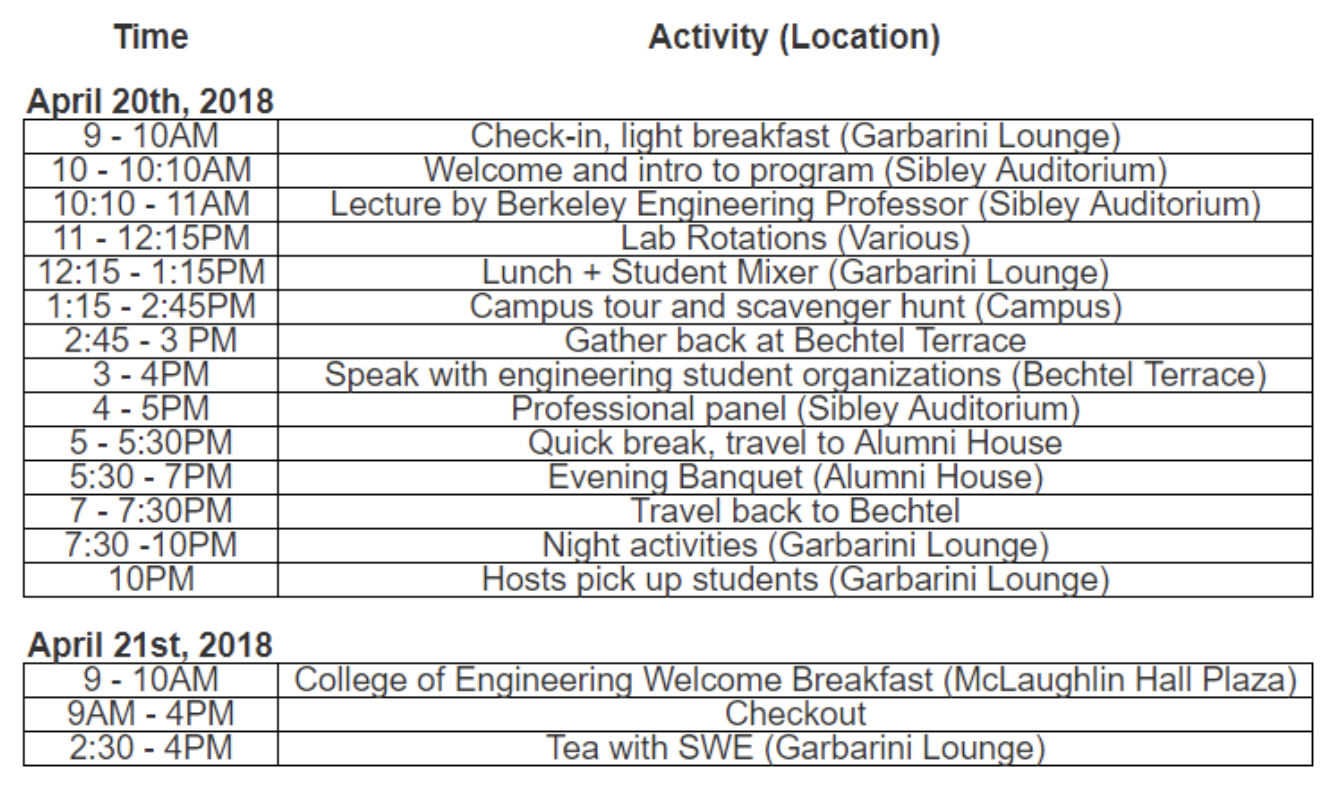 Time Activity (Location)
April 20th, 2018
9 - 10AM Check-in, light breakfast (Garbarini Lounge)
10 - 10:10AM Welcome and intro to program (Sibley Auditorium)
10:10 - 11AM Lecture by Berkeley Engineering Professor (Sibley Auditorium)
11 - 12:15PM Lab Rotations (Various)
12:15 - 1:15PM Lunch + Student Mixer (Garbarini Lounge)
1:15 - 2:45PM Campus tour and scavenger hunt (Campus)
2:45 - 3 PM Gather back at Bechtel Terrace
3 - 4PM Speak with engineering student organizations (Bechtel Terrace)
4 - 5PM Professional panel (Sibley Auditorium)
5 - 5:30PM Quick break, travel to Alumni House
5:30 - 7PM Evening Banquet (Alumni House)
7 - 7:30PM Travel back to Bechtel
7:30 -10PM Night activities (Garbarini Lounge)
10PM Hosts pick up students (Garbarini Lounge)
April 21st, 2018
9 - 10AM College of Engineering Welcome Breakfast (McLaughlin Hall Plaza)
9AM - 4PM Checkout
2:30 - 4PM Tea with SWE (Garbarini Lounge)